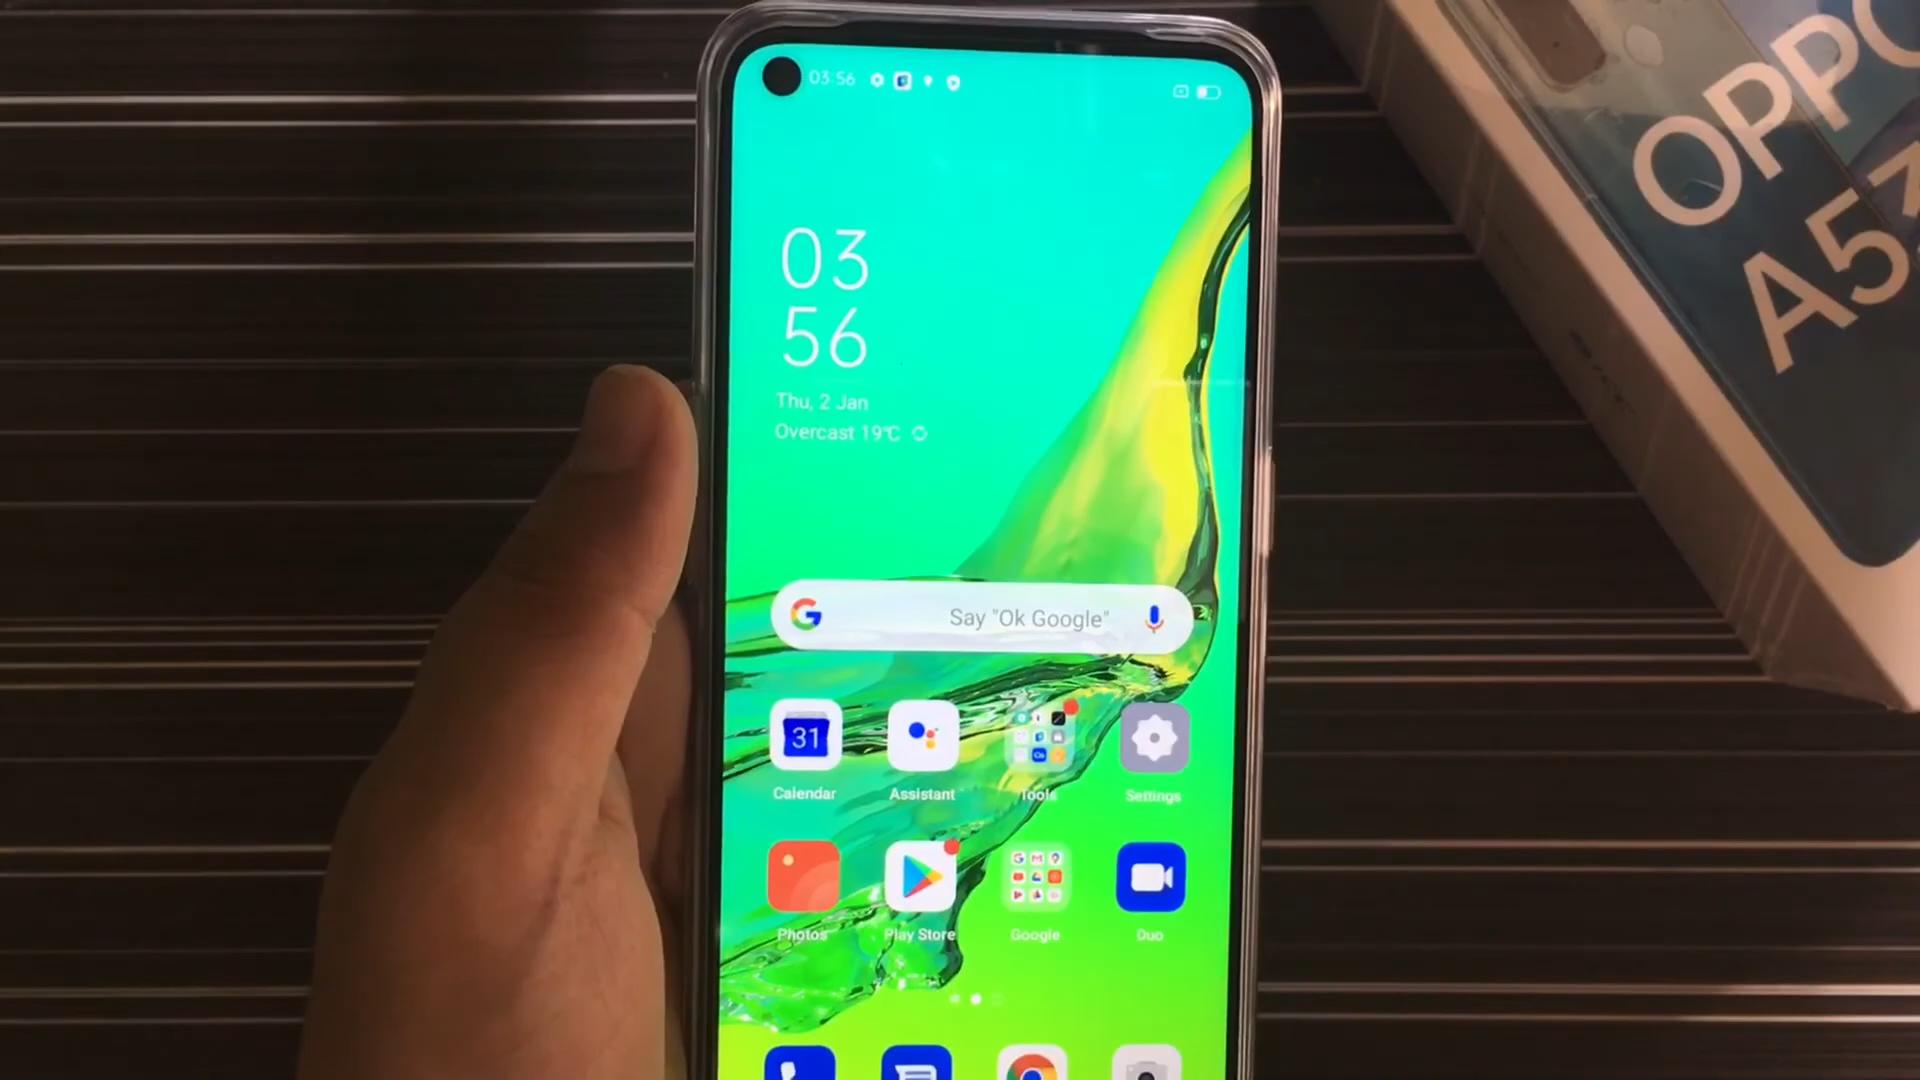 03:56
03
56
Thu, 2 Jan
Overcast 19°C
Say "Ok Google"
31
Calendar
Assistant
Tools
Settings
Photos
Play Store
Google
Duo
OPPO
A53